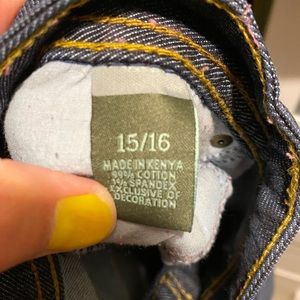 15/16
MADE IN KENYA
99% COTTON
1% SPANDEX
EXCLUSIVE OF
DECORATION